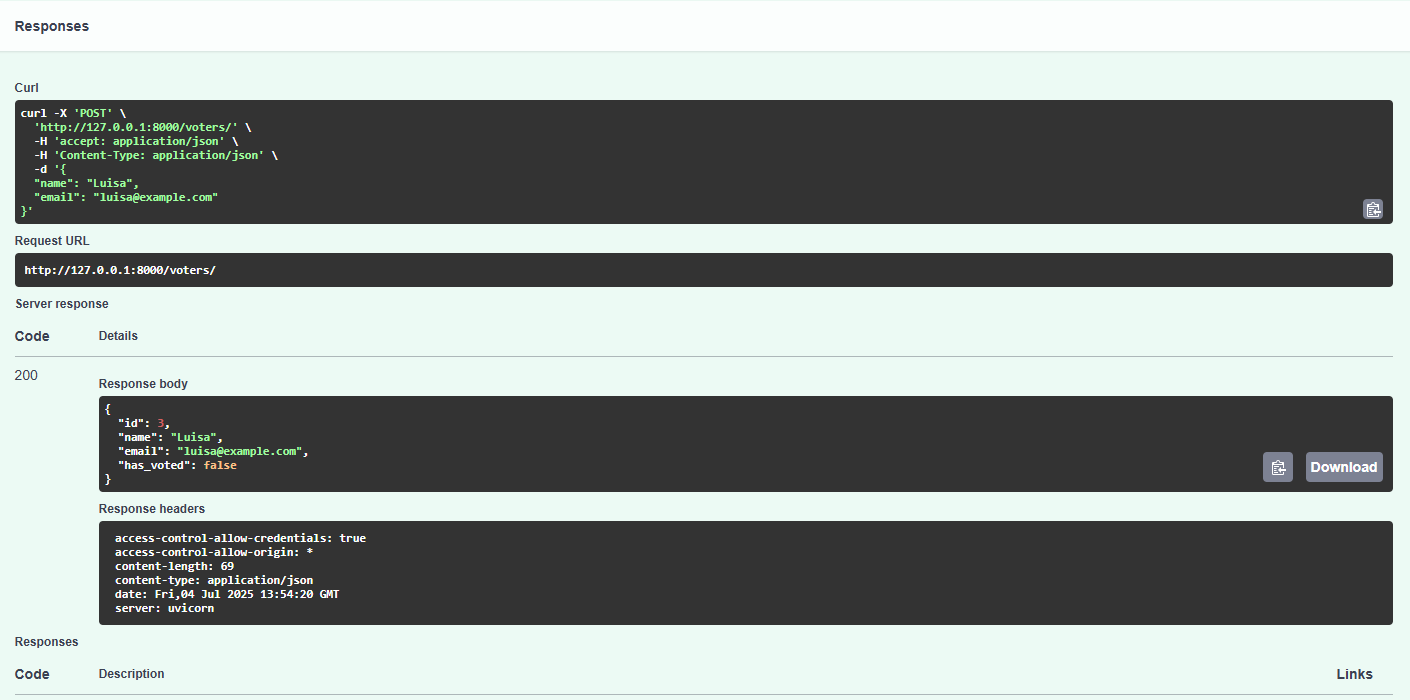 Responses
Curl
curl -X 'POST' \
  'http://127.0.0.1:8000/voters/' \
  -H 'accept: application/json' \
  -H 'Content-Type: application/json' \
  -d '{
  "name": "Luisa",
  "email": "luisa@example.com"
}'
Request URL
http://127.0.0.1:8000/voters/
Server response
Code Details
200
Response body
{
  "id": 3,
  "name": "Luisa",
  "email": "luisa@example.com",
  "has_voted": false
}
Download
Response headers
access-control-allow-credentials: true
access-control-allow-origin: *
content-length: 69
content-type: application/json
date: Fri,04 Jul 2025 13:54:20 GMT
server: uvicorn
Responses
Code Description Links